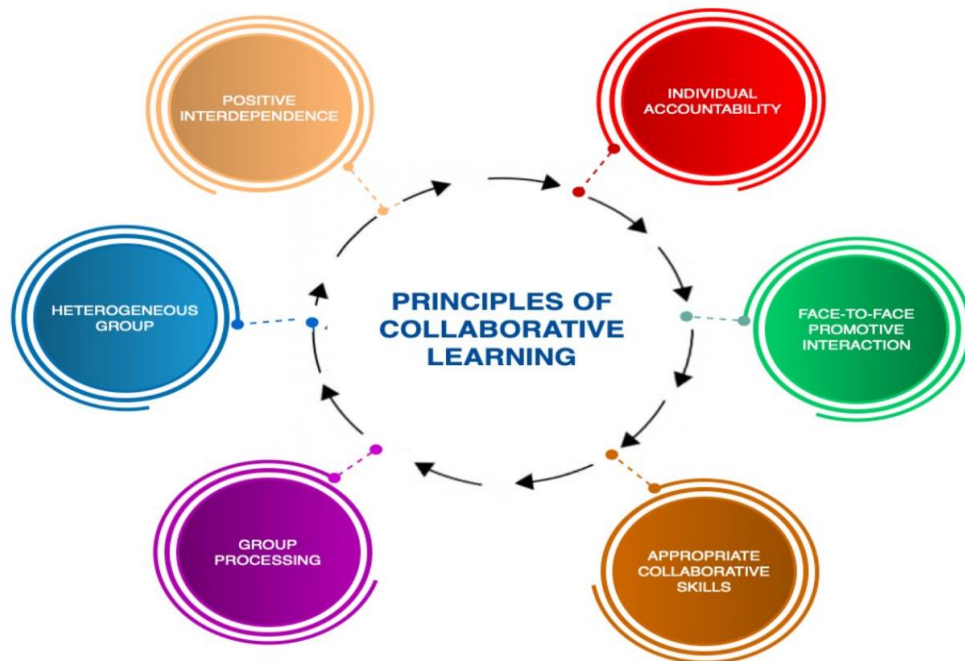 POSITIVE
INTERDEPENDENCE
INDIVIDUAL
ACCOUNTABILITY
HETEROGENEOUS
GROUP
PRINCIPLES OF
COLLABORATIVE
LEARNING
FACE-TO-FACE
PROMOTIVE
INTERACTION
GROUP
PROCESSING
APPROPRIATE
COLLABORATIVE
SKILLS